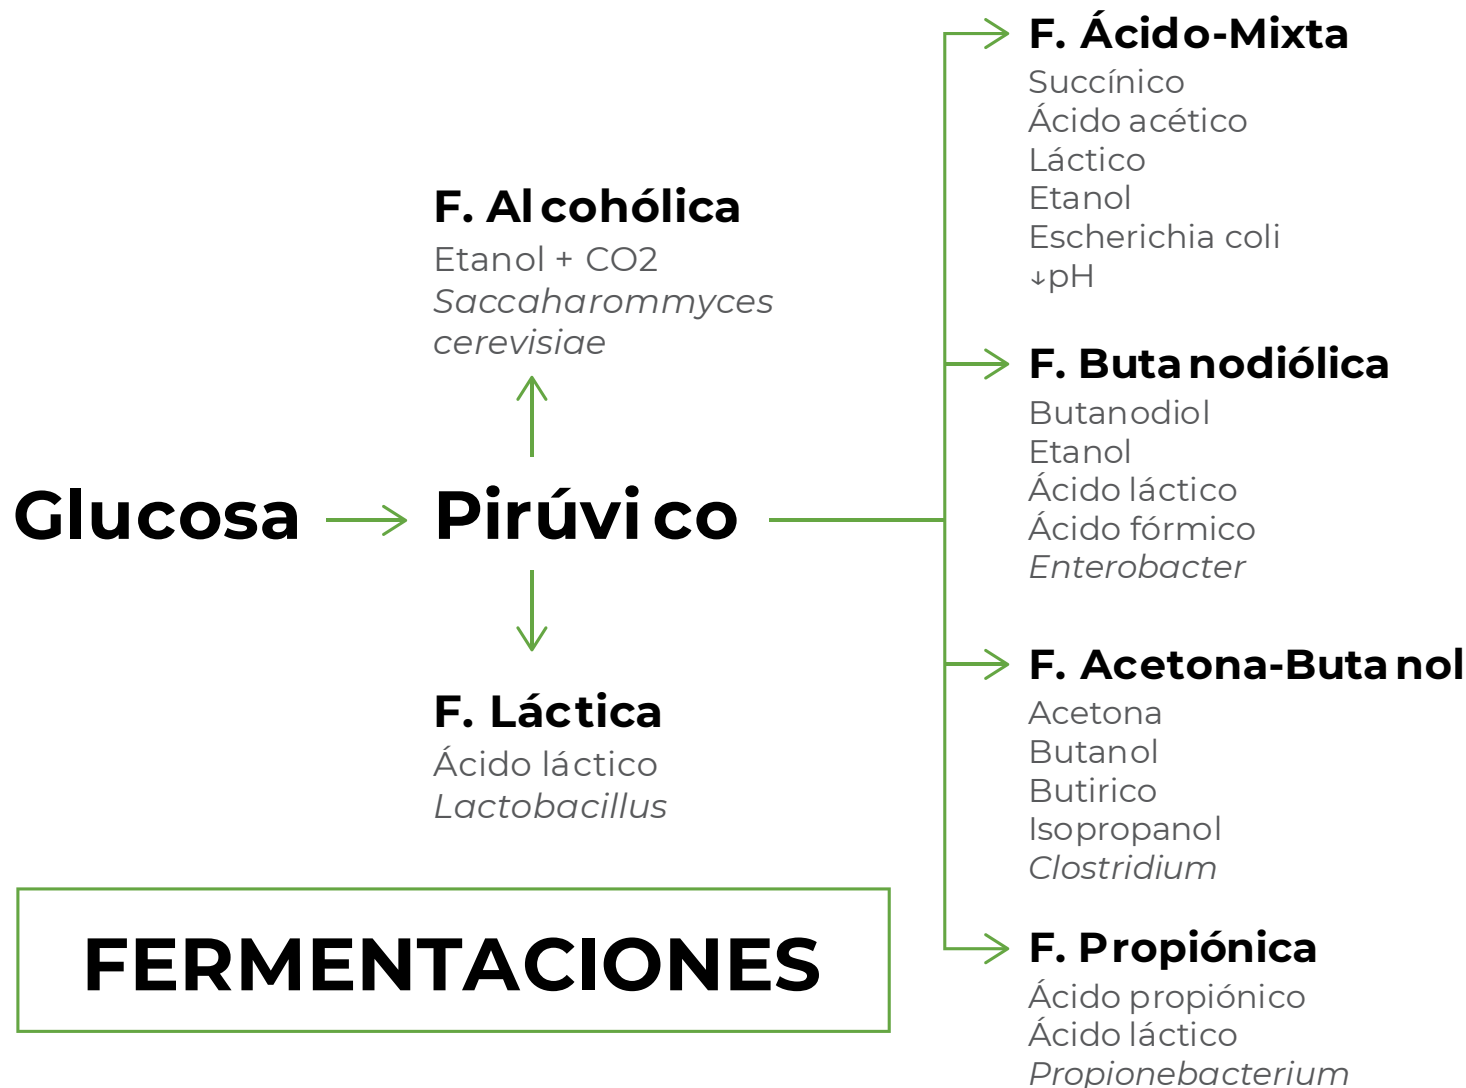 Glucosa
Pirúvico
F. Alcohólica
Etanol + CO2
Saccaharommyces
cerevisiae
F. Láctica
Ácido láctico
Lactobacillus
F. Ácido-Mixta
Succínico
Ácido acético
Láctico
Etanol
Escherichia coli
↓pH
F. Butanodiólica
Butanodiol
Etanol
Ácido láctico
Ácido fórmico
Enterobacter
F. Acetona-Butanol
Acetona
Butanol
Butirico
Isopropanol
Clostridium
F. Propiónica
Ácido propiónico
Ácido láctico
Propionebacterium
FERMENTACIONES